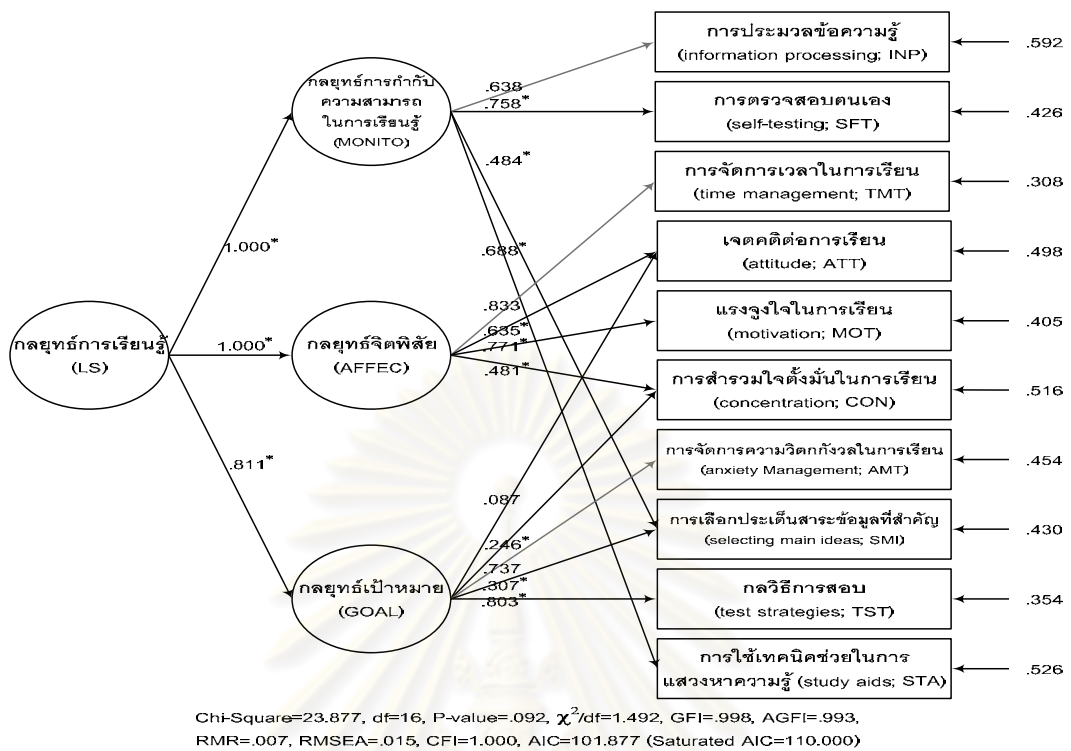 การประมวลข้อความรู้
(information processing; INP)
.592
กลยุทธ์การกำกับ
ความสามารถ
ในการเรียนรู้
(MONITO)
.638
.758*
การตรวจสอบตนเอง
(self-testing; SFT)
.426
.484*
การจัดการเวลาในการเรียน
(time management; TMT)
.308
1.000*
.688*
เจตคติต่อการเรียน
(attitude; ATT)
.498
.833
.635*
.771*
.481*
แรงจูงใจในการเรียน
(motivation; MOT)
.405
กลยุทธ์การเรียนรู้
(LS)
1.000*
กลยุทธ์จิตพิสัย
(AFFEC)
การสำรวมใจตั้งมั่นในการเรียน
(concentration; CON)
.516
.811*
การจัดการความวิตกกังวลในการเรียน
(anxiety Management; AMT)
.454
.087
.246*
.737
.307*
.803*
การเลือกประเด็นสาระข้อมูลที่สำคัญ
(selecting main ideas; SMI)
.430
กลยุทธ์เป้าหมาย
(GOAL)
กลวิธีการสอบ
(test strategies; TST)
.354
การใช้เทคนิคช่วยในการ
แสวงหาความรู้ (study aids; STA)
.526
Chi-Square=23.877, df=16, P-value=.092, χ²/df=1.492, GFI=.998, AGFI=.993,
RMR=.007, RMSEA=.015, CFI=1.000, AIC=101.877 (Saturated AIC=110.000)